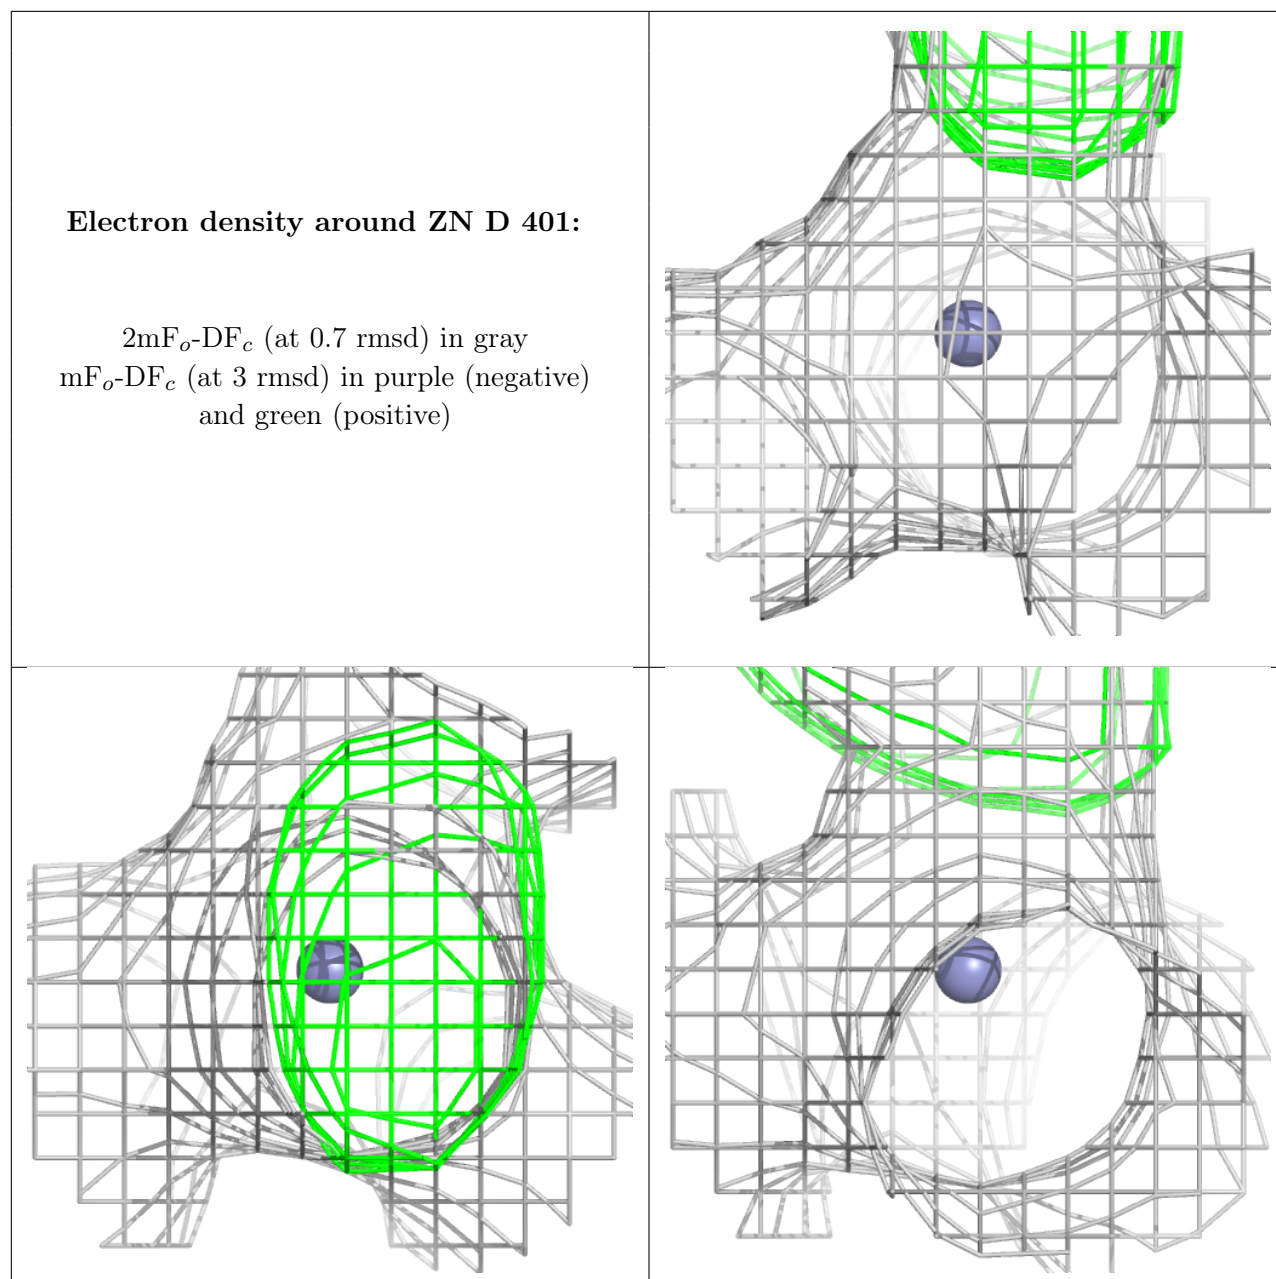 Electron density around ZN D 401:
2mFo-DFc (at 0.7 rmsd) in gray
mFo-DFc (at 3 rmsd) in purple (negative)
and green (positive)